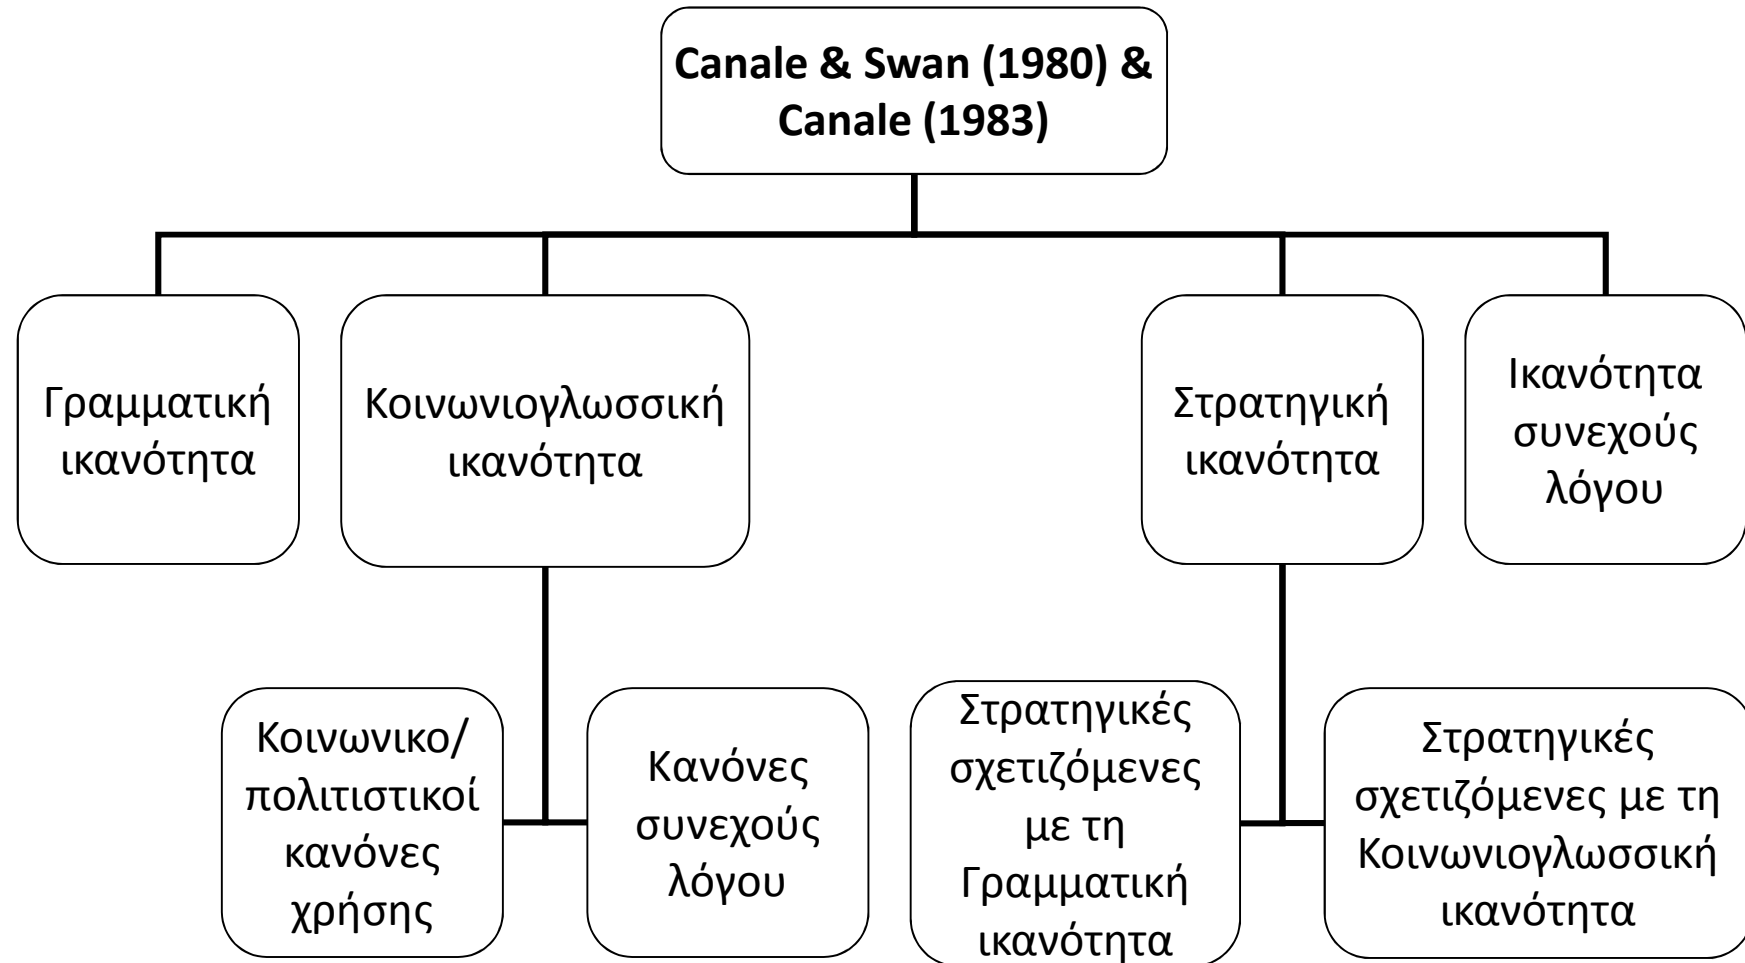 Canale & Swan (1980) &
Canale (1983)
Γραμματική
ικανότητα
Κοινωνιογλωσσική
ικανότητα
Στρατηγική
ικανότητα
Ικανότητα
συνεχούς
λόγου
Κοινωνικο/
πολιτιστικοί
κανόνες
χρήσης
Κανόνες
συνεχούς
λόγου
Στρατηγικές
σχετιζόμενες
με τη
Γραμματική
ικανότητα
Στρατηγικές
σχετιζόμενες με τη
Κοινωνιογλωσσική
ικανότητα